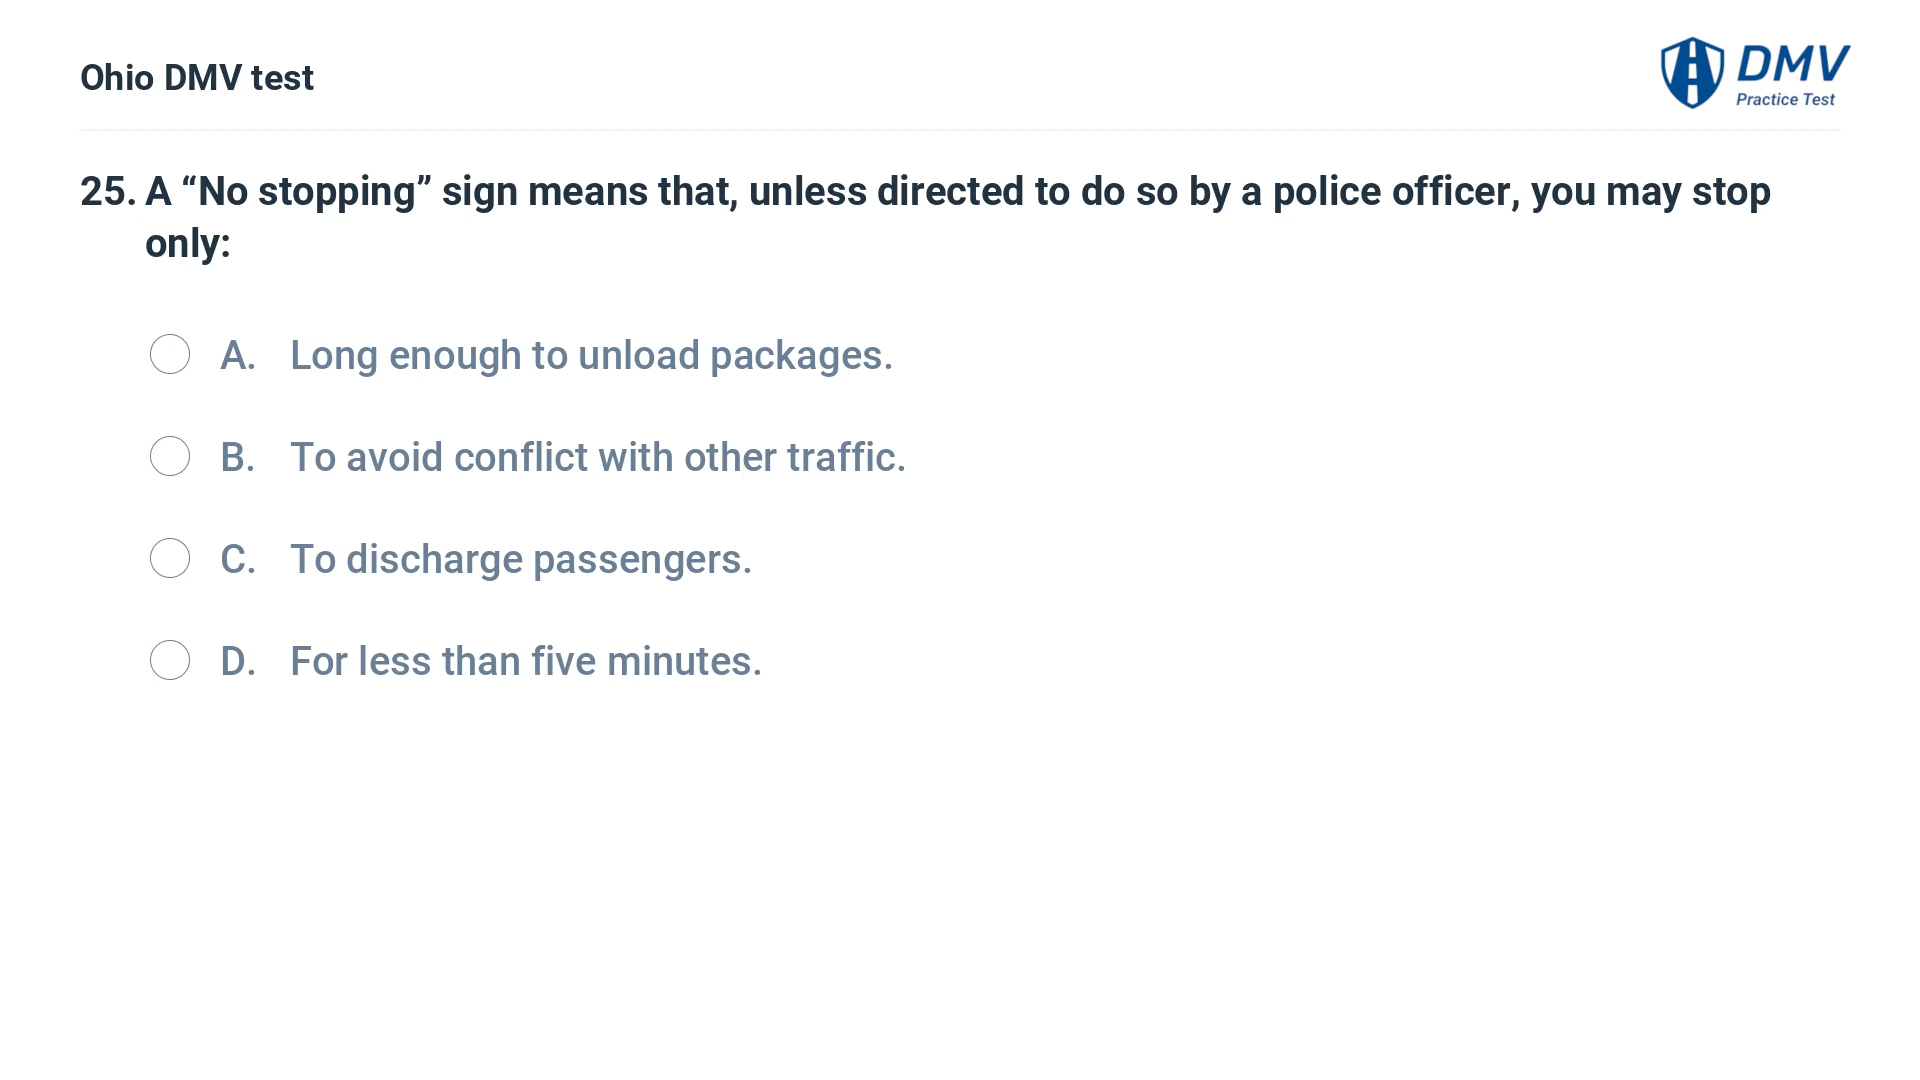 Ohio DMV test
DMV
Practice Test
25. A “No stopping” sign means that, unless directed to do so by a police officer, you may stop
only:
A. Long enough to unload packages.
B. To avoid conflict with other traffic.
C. To discharge passengers.
D. For less than five minutes.